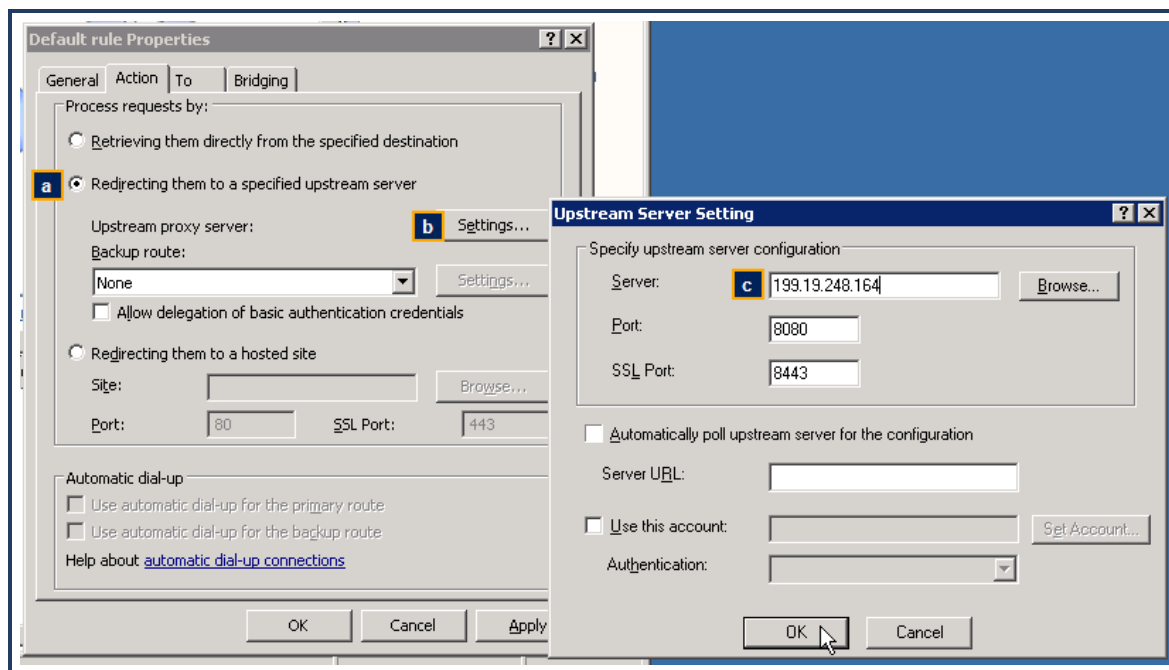 Default rule Properties
General Action To Bridging
Process requests by:
Retrieving them directly from the specified destination
a Redirecting them to a specified upstream server
Upstream proxy server: b Settings...
Backup route:
None Settings...
Allow delegation of basic authentication credentials
Redirecting them to a hosted site
Site: Browse...
Port: 80 SSL Port: 443
Automatic dial-up
Use automatic dial-up for the primary route
Use automatic dial-up for the backup route
Help about automatic dial-up connections
OK Cancel Apply
Upstream Server Setting
Specify upstream server configuration
Server: c 199.19.248.164 Browse...
Port: 8080
SSL Port: 8443
Automatically poll upstream server for the configuration
Server URL:
Use this account: Set Account...
Authentication:
OK Cancel